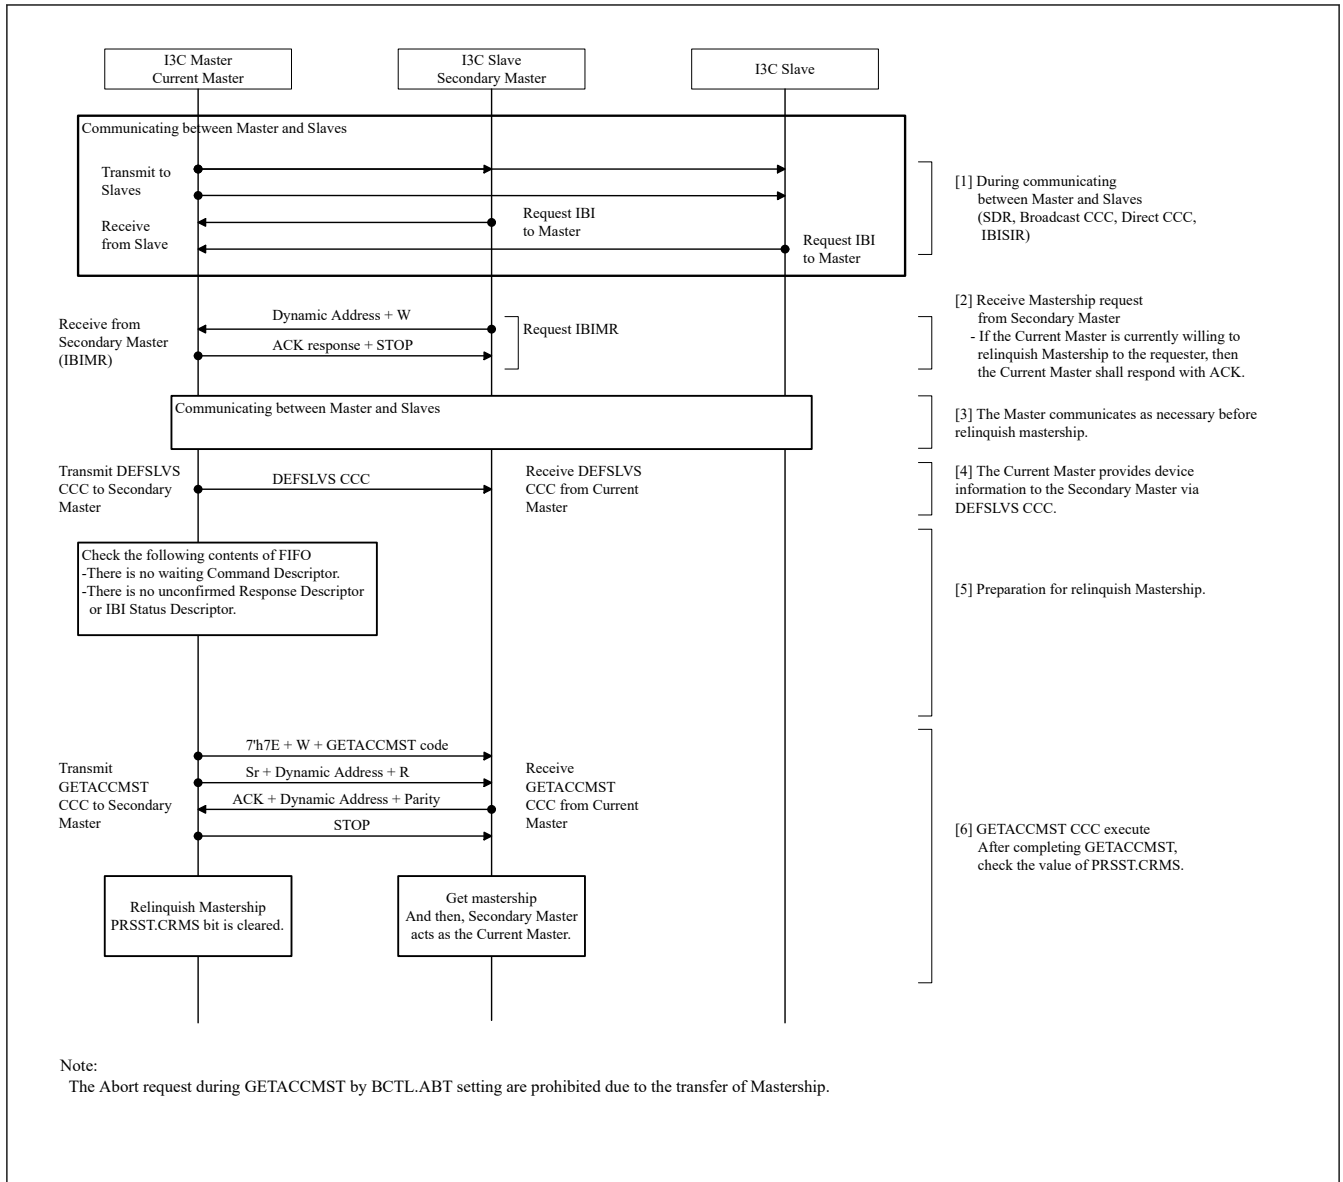 I3C Master
Current Master
I3C Slave
Secondary Master
I3C Slave
Communicating between Master and Slaves
Transmit to
Slaves
Receive
from Slave
Request IBI
to Master
Request IBI
to Master
[1] During communicating
between Master and Slaves
(SDR, Broadcast CCC, Direct CCC,
IBISIR)
Receive from
Secondary Master
(IBIMR)
Dynamic Address + W
ACK response + STOP
Request IBIMR
[2] Receive Mastership request
from Secondary Master
- If the Current Master is currently willing to
relinquish Mastership to the requester, then
the Current Master shall respond with ACK.
Communicating between Master and Slaves
[3] The Master communicates as necessary before
relinquish mastership.
Transmit DEFSLVS
CCC to Secondary
Master
DEFSLVS CCC
Receive DEFSLVS
CCC from Current
Master
[4] The Current Master provides device
information to the Secondary Master via
DEFSLVS CCC.
Check the following contents of FIFO
-There is no waiting Command Descriptor.
-There is no unconfirmed Response Descriptor
or IBI Status Descriptor.
[5] Preparation for relinquish Mastership.
Transmit
GETACCMST
CCC to Secondary
Master
7'h7E + W + GETACCMST code
Sr + Dynamic Address + R
ACK + Dynamic Address + Parity
STOP
Receive
GETACCMST
CCC from Current
Master
[6] GETACCMST CCC execute
After completing GETACCMST,
check the value of PRSST.CRMS.
Relinquish Mastership
PRSST.CRMS bit is cleared.
Get mastership
And then, Secondary Master
acts as the Current Master.
Note:
The Abort request during GETACCMST by BCTL.ABT setting are prohibited due to the transfer of Mastership.